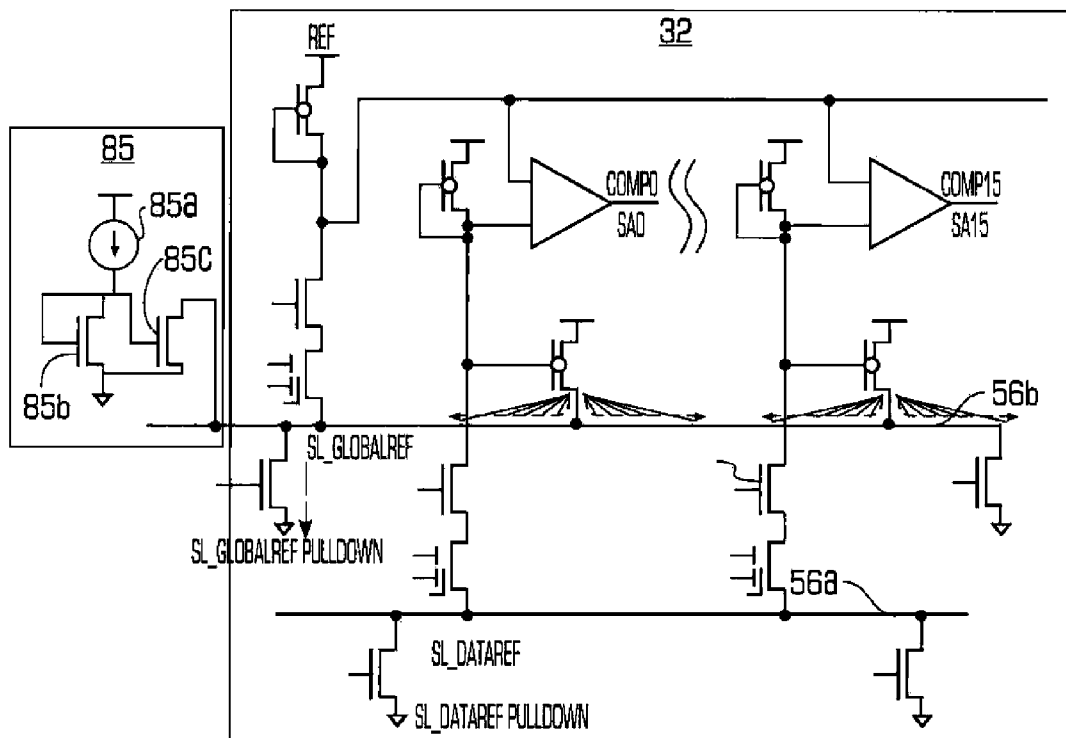 32
REF
85
85a
85c
85b
COMP0
SA0
COMP15
SA15
56b
SL_GLOBALREF
SL_GLOBALREF PULLDOWN
56a
SL_DATAREF
SL_DATAREF PULLDOWN